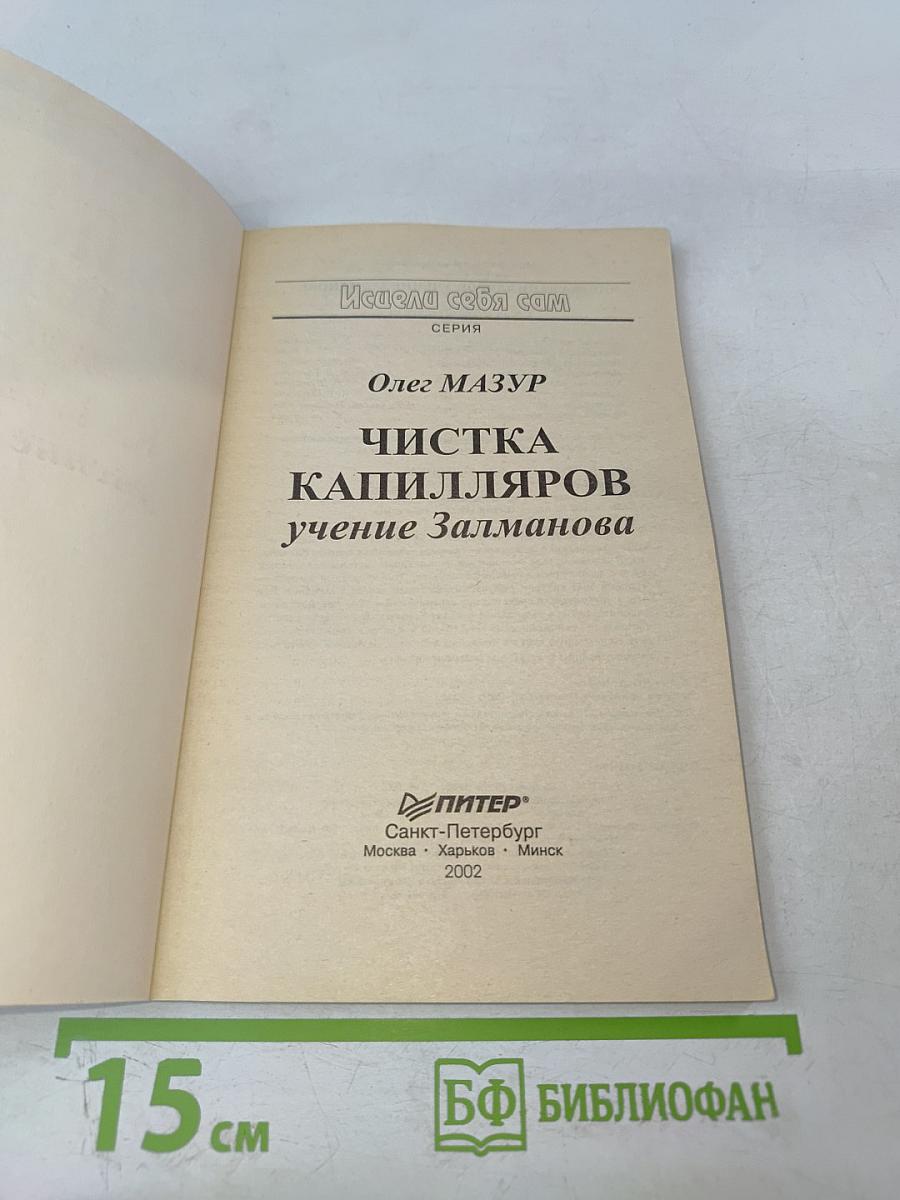 Исцели себя сам
СЕРИЯ
Олег МАЗУР
ЧИСТКА
КАПИЛЛЯРОВ
учение Залманова
ПИТЕР®
Санкт-Петербург
Москва · Харьков · Минск
2002
15 см
БФ БИБЛИОФАН